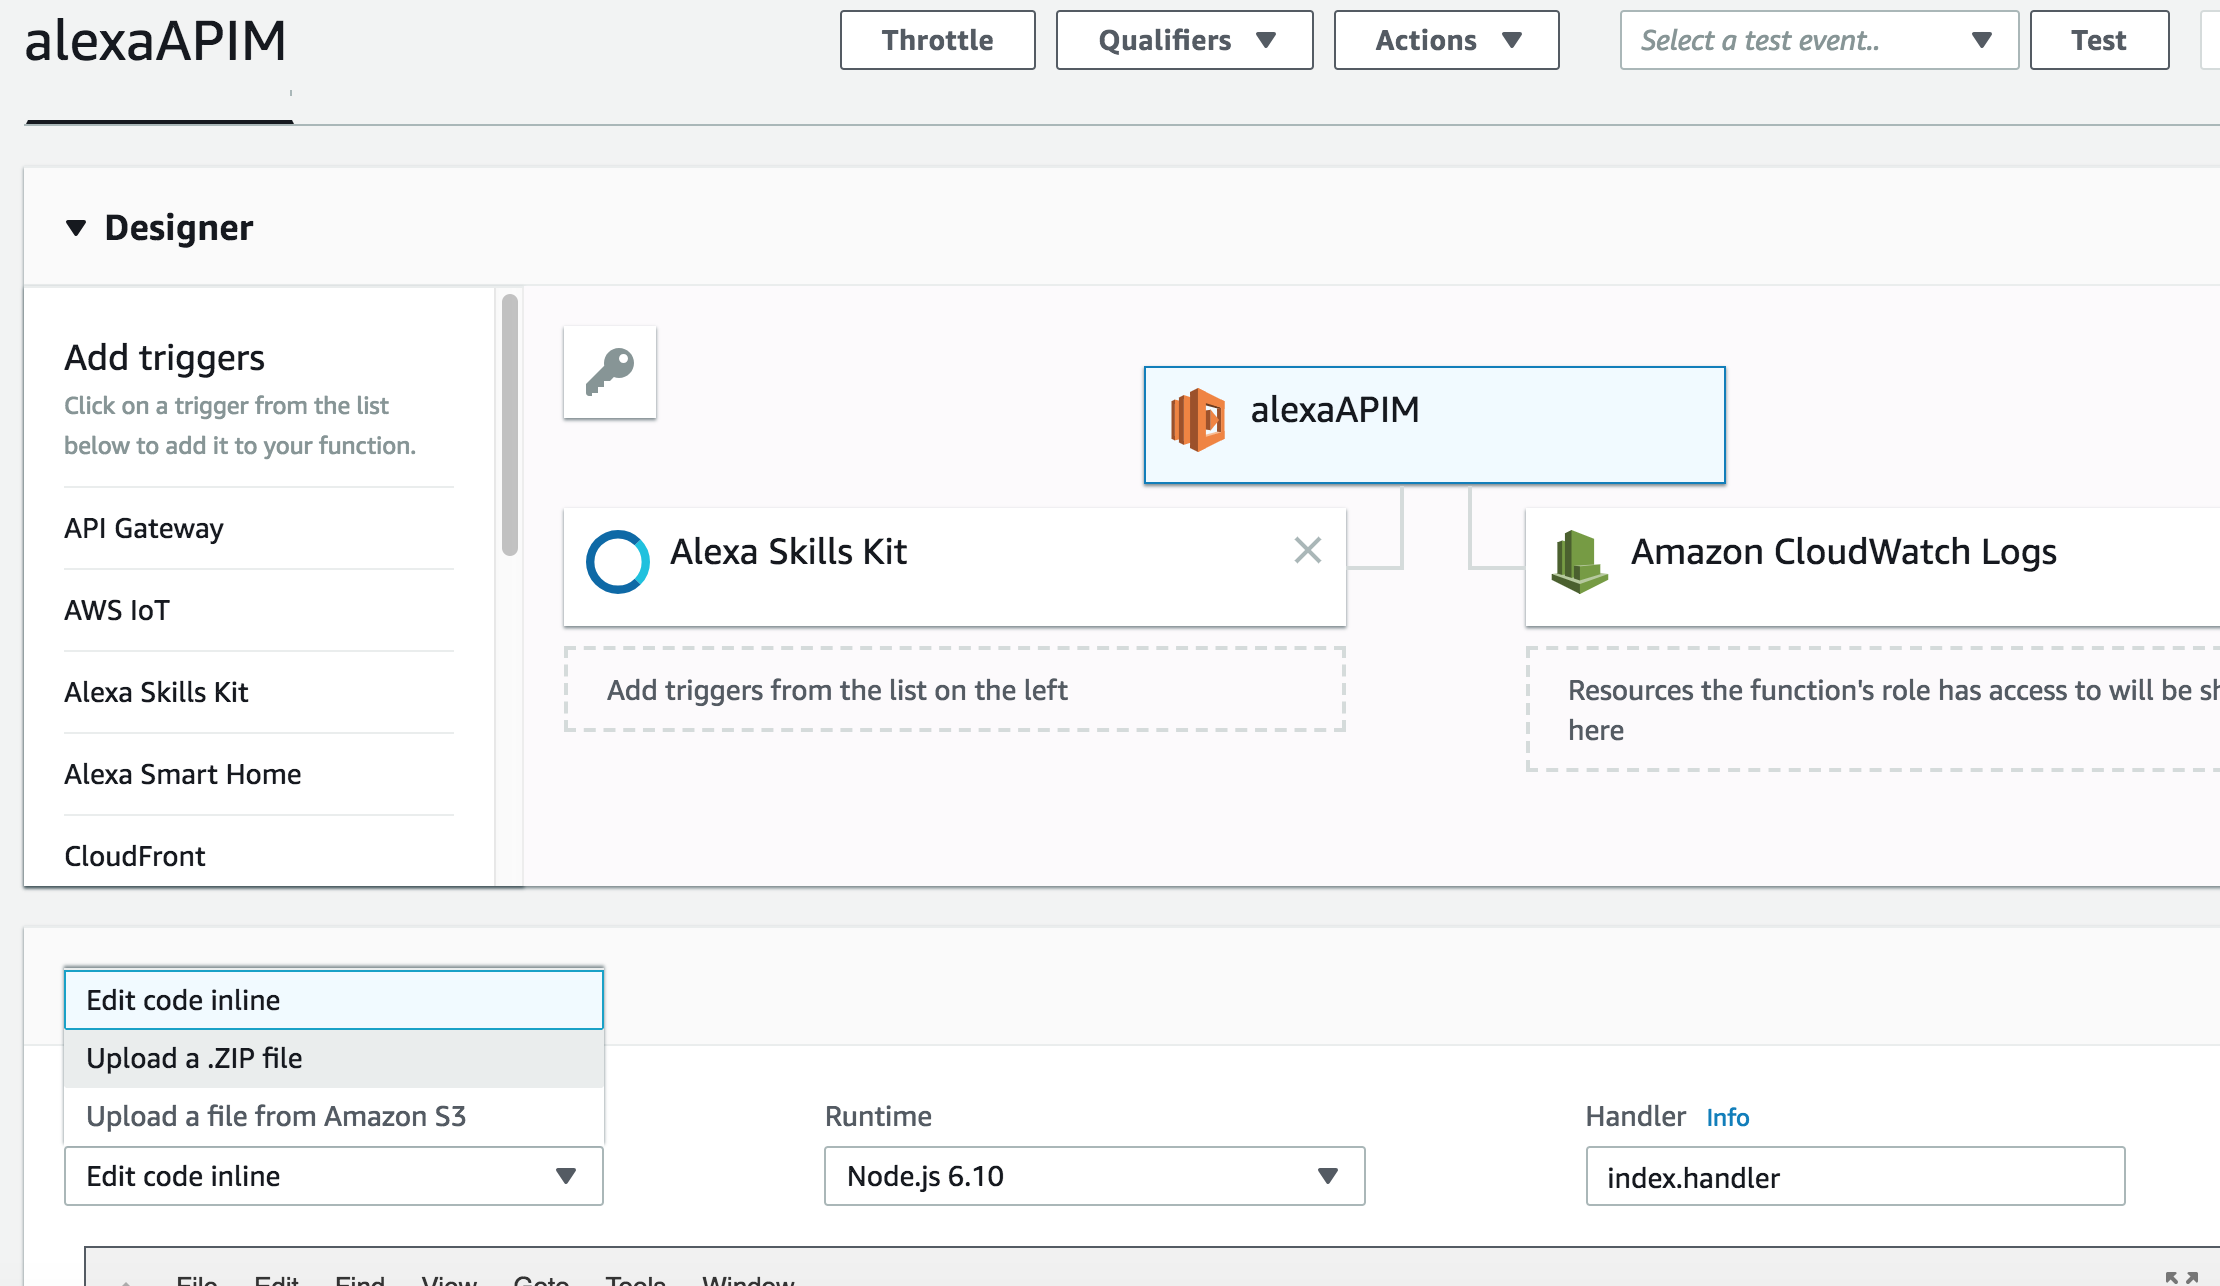 alexaAPIM
Throttle
Qualifiers
Actions
Select a test event..
Test
Designer
Add triggers
Click on a trigger from the list
below to add it to your function.
API Gateway
AWS IoT
Alexa Skills Kit
Alexa Smart Home
CloudFront
alexaAPIM
Alexa Skills Kit
Add triggers from the list on the left
Amazon CloudWatch Logs
Resources the function's role has access to will be
here
Edit code inline
Upload a .ZIP file
Upload a file from Amazon S3
Edit code inline
Runtime
Node.js 6.10
Handler Info
index.handler
File Edit Find View Goto Tools Window